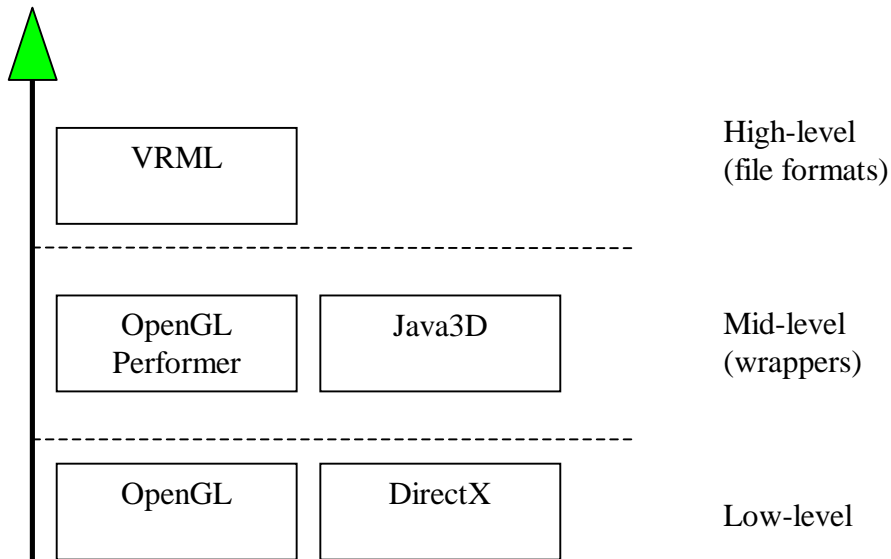 VRML
High-level
(file formats)
OpenGL
Performer
Java3D
Mid-level
(wrappers)
OpenGL
DirectX
Low-level